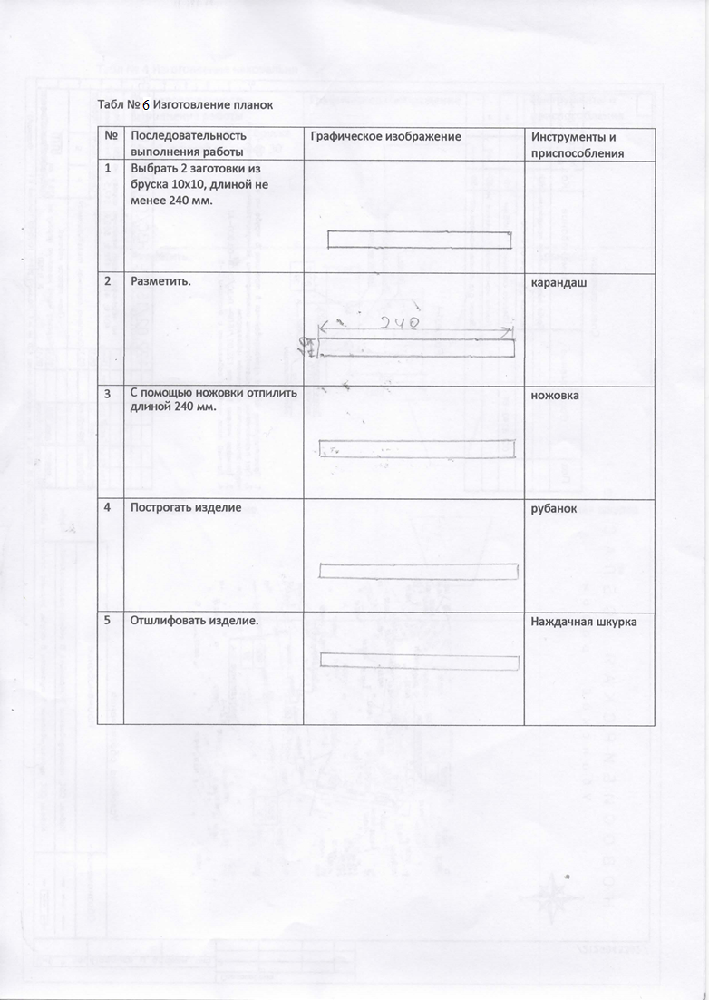 Табл № 6 Изготовление планок
№ Последовательность выполнения работы Графическое изображение Инструменты и приспособления
1 Выбрать 2 заготовки из
бруска 10х10, длиной не
менее 240 мм.
2 Разметить. карандаш
240
10
3 С помощью ножовки отпилить ножовка
длиной 240 мм.
4 Построгать изделие рубанок
5 Отшлифовать изделие. Наждачная шкурка